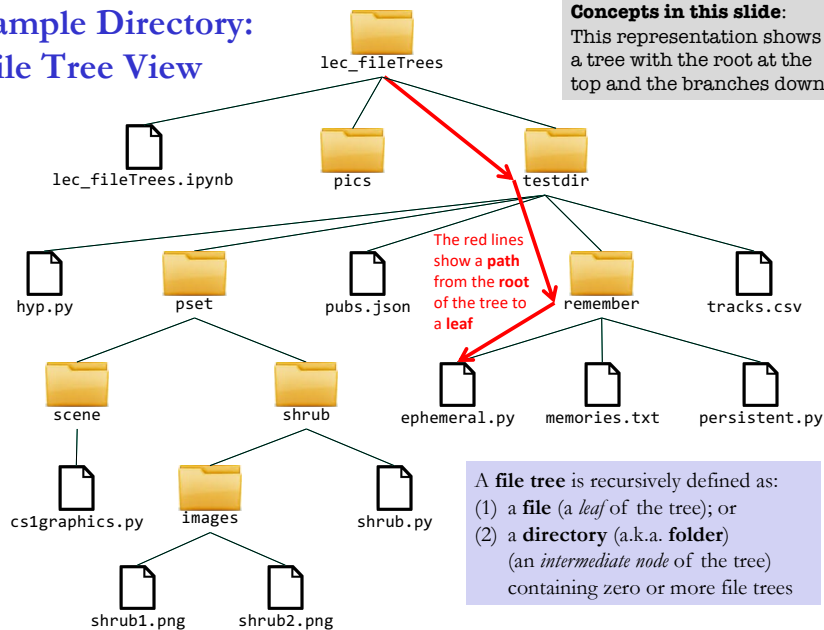 ample Directory:
ile Tree View
Concepts in this slide:
This representation shows
a tree with the root at the
top and the branches down
lec_fileTrees
lec_fileTrees.ipynb
pics
testdir
The red lines
show a path
from the root
of the tree to
a leaf
hyp.py
pset
pubs.json
remember
tracks.csv
scene
shrub
ephemeral.py
memories.txt
persistent.py
cs1graphics.py
images
shrub.py
shrub1.png
shrub2.png
A file tree is recursively defined as:
(1) a file (a leaf of the tree); or
(2) a directory (a.k.a. folder)
(an intermediate node of the tree)
containing zero or more file trees